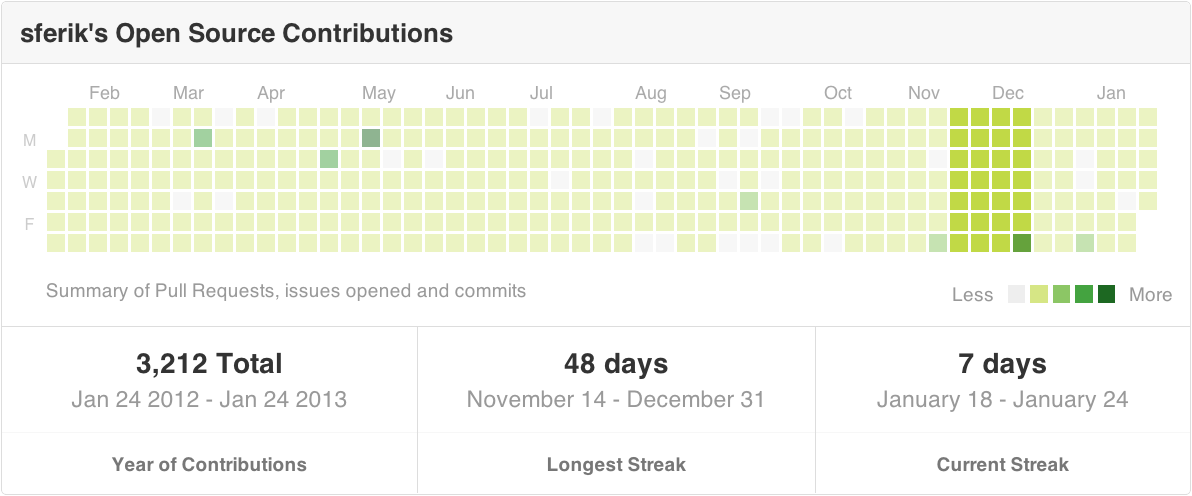 sferik's Open Source Contributions
Feb Mar Apr May Jun Jul Aug Sep Oct Nov Dec Jan
M
W
F
Summary of Pull Requests, issues opened and commits
Less More
3,212 Total
Jan 24 2012 - Jan 24 2013
Year of Contributions
48 days
November 14 - December 31
Longest Streak
7 days
January 18 - January 24
Current Streak